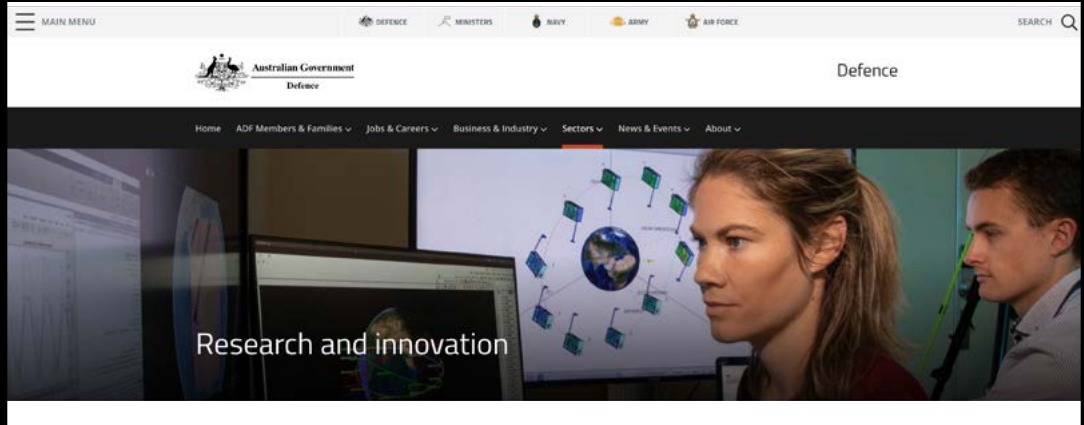 MAIN MENU
DEFENCE
MINISTERS
NAVY
ARMY
AIR FORCE
SEARCH
Australian Government
Defence
Defence
Home
ADF Members & Families
Jobs & Careers
Business & Industry
Sectors
News & Events
About
Research and innovation